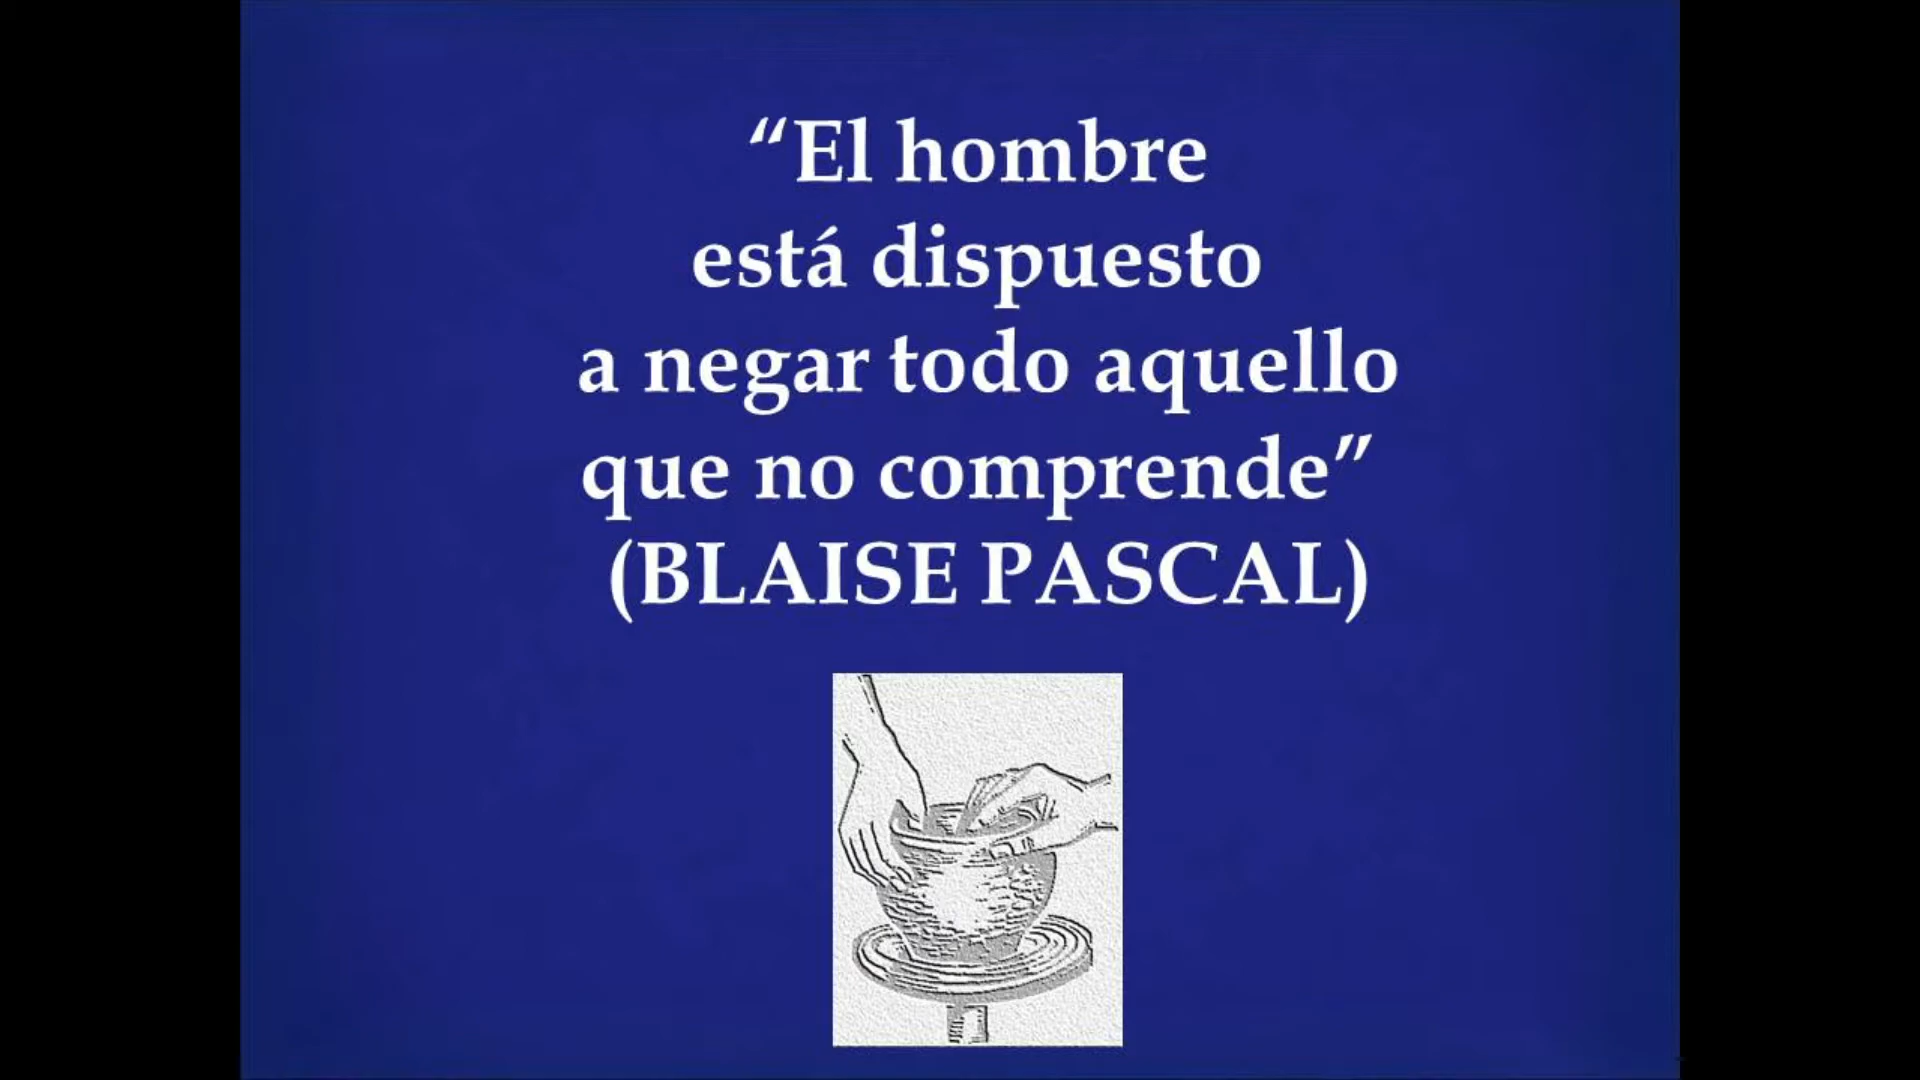 “El hombre
está dispuesto
a negar todo aquello
que no comprende”
(BLAISE PASCAL)